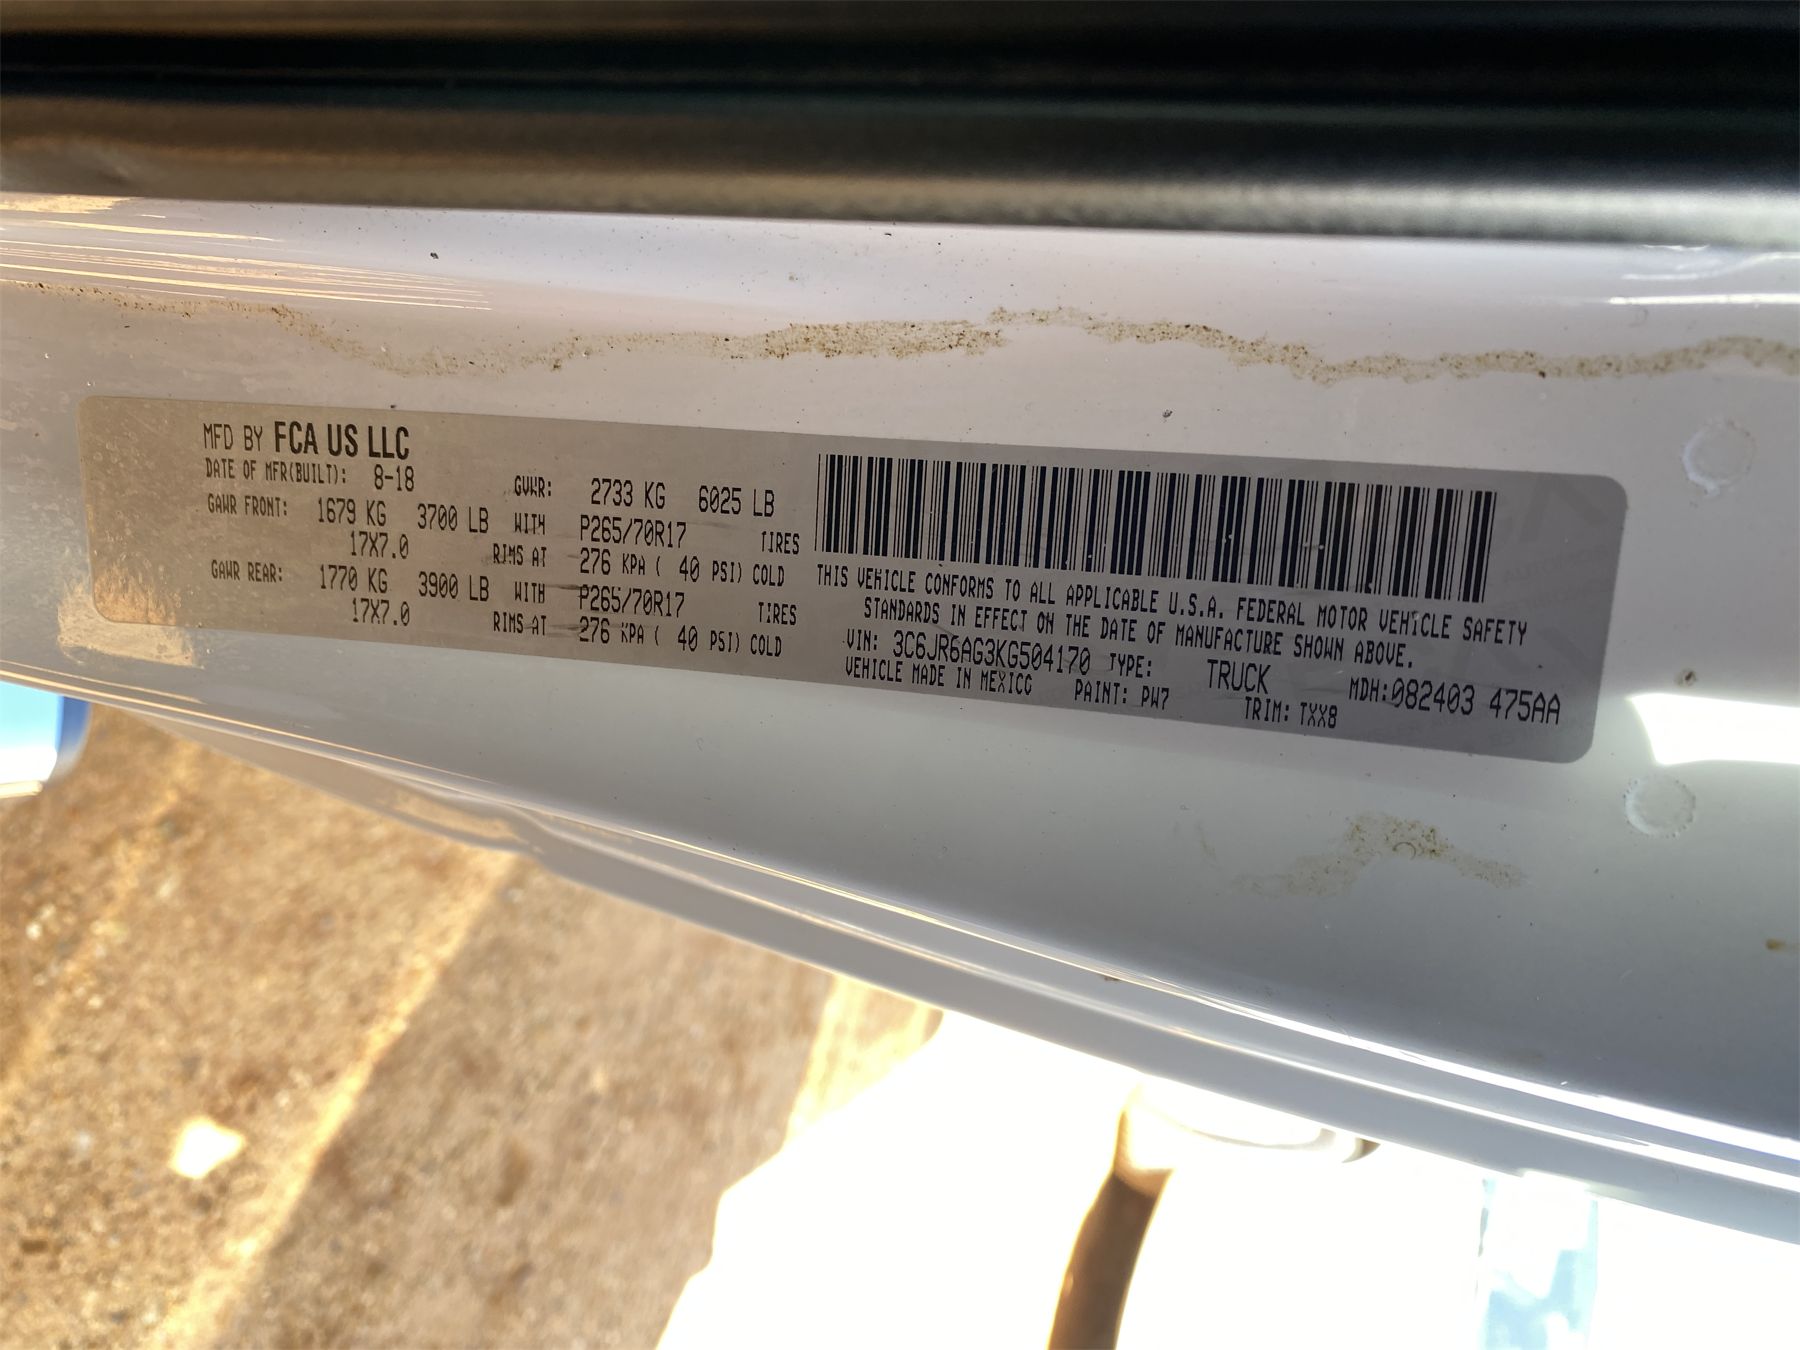 MFD BY FCA US LLC
DATE OF MFR(BUILT): 8-18 GVWR: 2733 KG 6025 LB
GAWR FRONT: 1679 KG 3700 LB WITH P265/70R17 TIRES
17X7.0 RIMS AT 276 KPA ( 40 PSI) COLD
GAWR REAR: 1770 KG 3900 LB WITH P265/70R17 TIRES
17X7.0 RIMS AT 276 KPA ( 40 PSI) COLD
THIS VEHICLE CONFORMS TO ALL APPLICABLE U.S.A. FEDERAL MOTOR VEHICLE SAFETY
STANDARDS IN EFFECT ON THE DATE OF MANUFACTURE SHOWN ABOVE.
VIN: 3C6JR6AG3KG504170 TYPE: TRUCK MDH:082403 475AA
VEHICLE MADE IN MEXICO PAINT: PW7 TRIM: TXX8